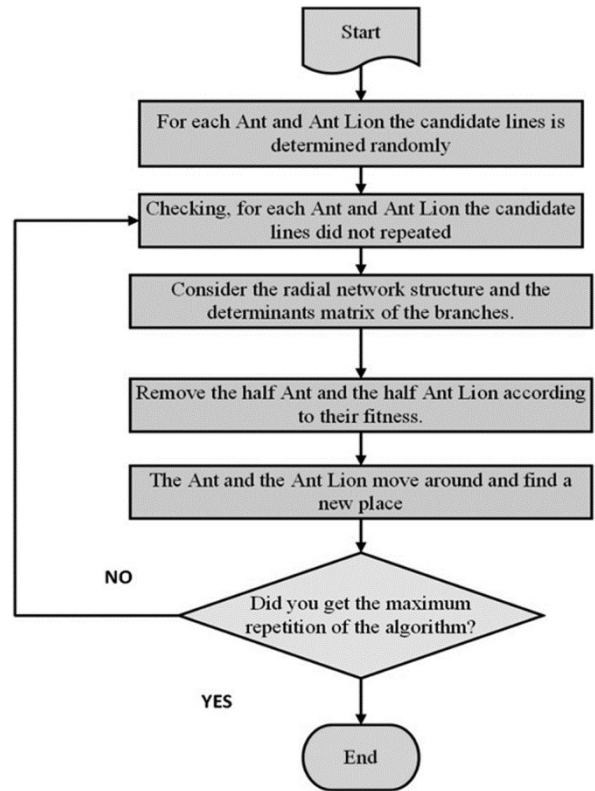 Start
For each Ant and Ant Lion the candidate lines is
determined randomly
Checking, for each Ant and Ant Lion the candidate
lines did not repeated
Consider the radial network structure and the
determinants matrix of the branches.
Remove the half Ant and the half Ant Lion according
to their fitness.
The Ant and the Ant Lion move around and find a
new place
NO
Did you get the maximum
repetition of the algorithm?
YES
End